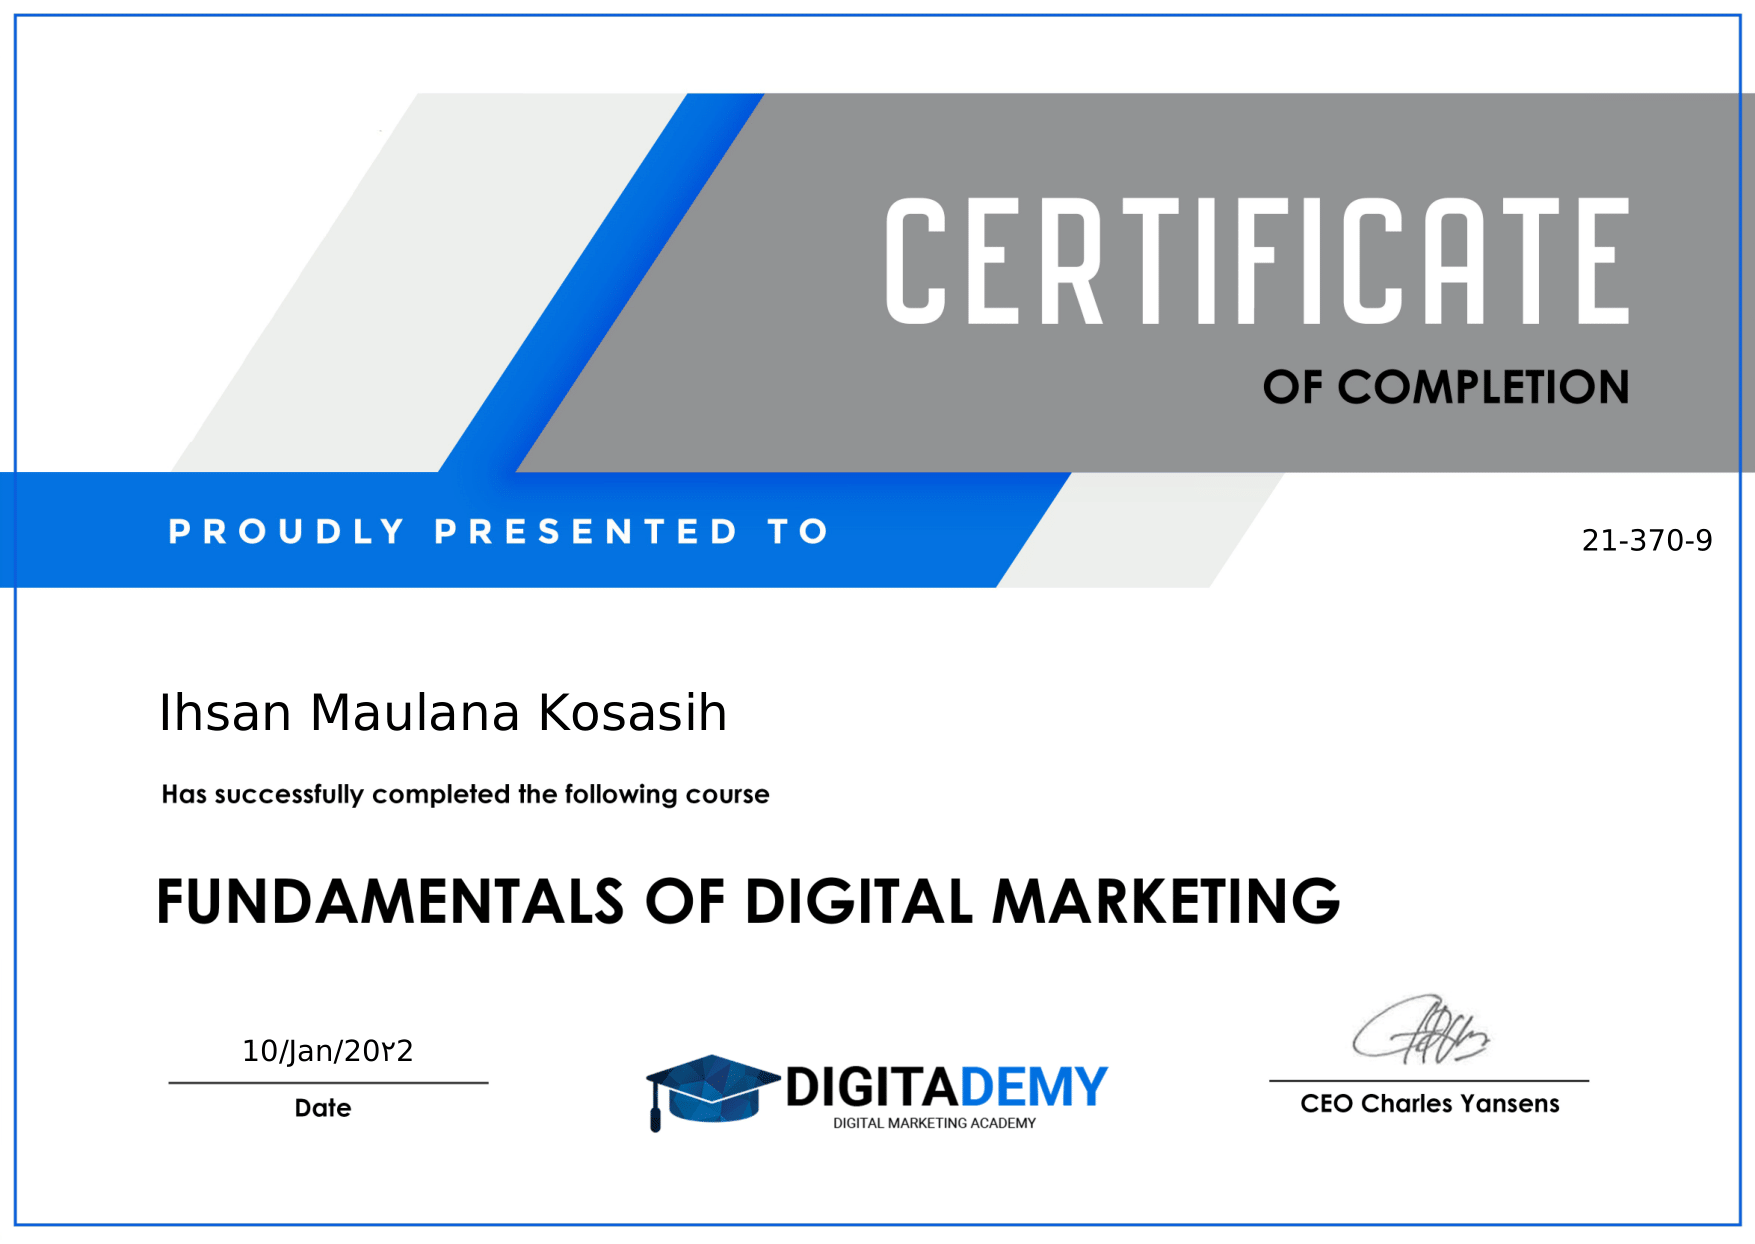 CERTIFICATE
OF COMPLETION
PROUDLY PRESENTED TO
21-370-9
Ihsan Maulana Kosasih
Has successfully completed the following course
FUNDAMENTALS OF DIGITAL MARKETING
10/Jan/20٢2
Date
DIGITADEMY
DIGITAL MARKETING ACADEMY
CEO Charles Yansens